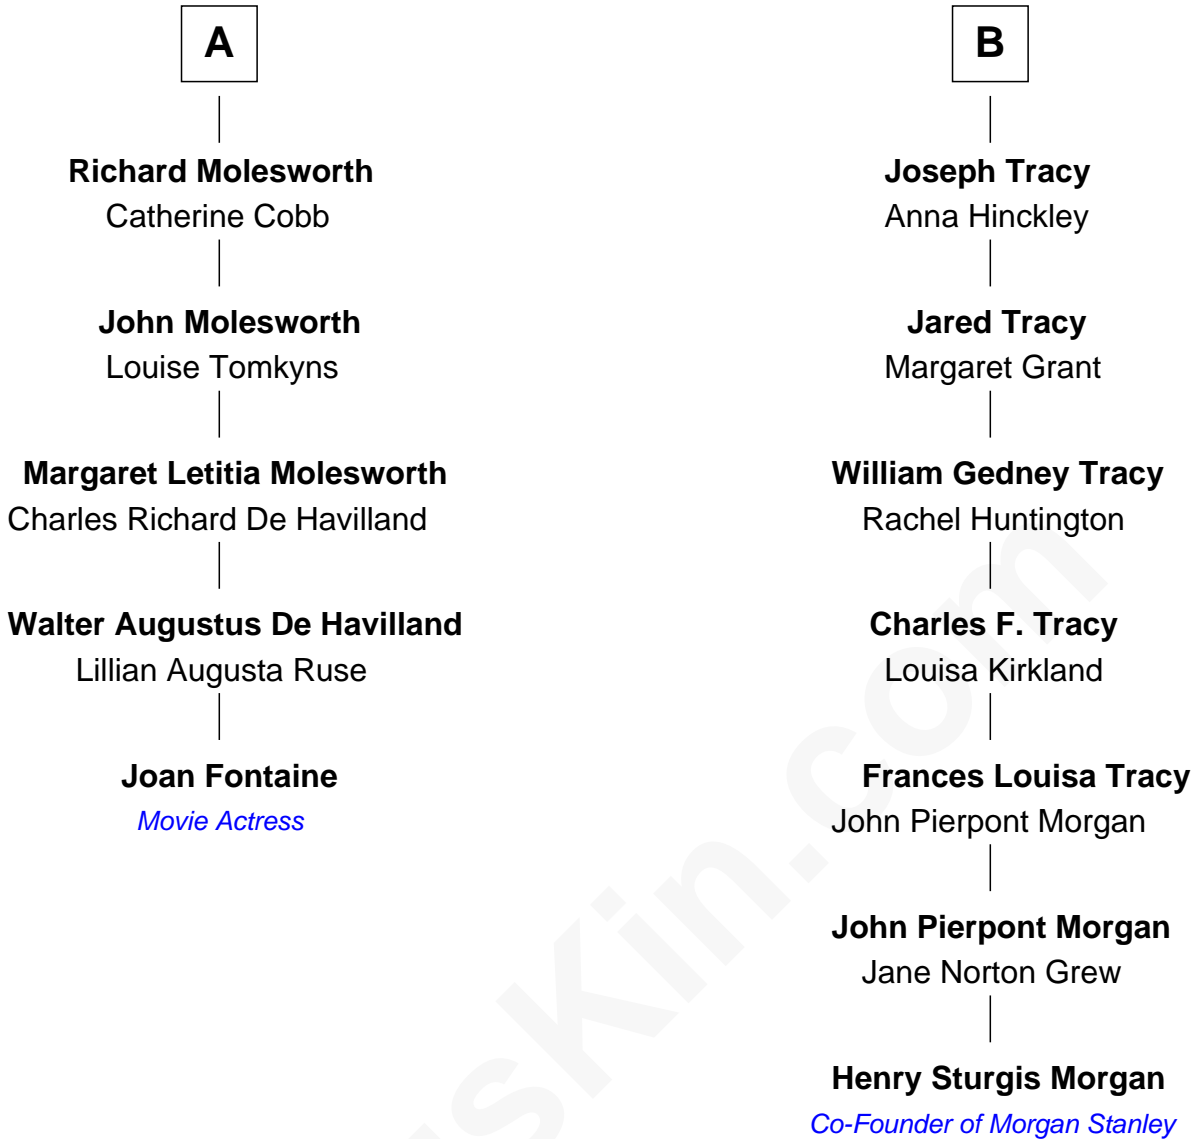 A
Richard Molesworth
Catherine Cobb
John Molesworth
Louise Tomkyns
Margaret Letitia Molesworth
Charles Richard De Havilland
Walter Augustus De Havilland
Lillian Augusta Ruse
Joan Fontaine
Movie Actress
B
Joseph Tracy
Anna Hinckley
Jared Tracy
Margaret Grant
William Gedney Tracy
Rachel Huntington
Charles F. Tracy
Louisa Kirkland
Frances Louisa Tracy
John Pierpont Morgan
John Pierpont Morgan
Jane Norton Grew
Henry Sturgis Morgan
Co-Founder of Morgan Stanley